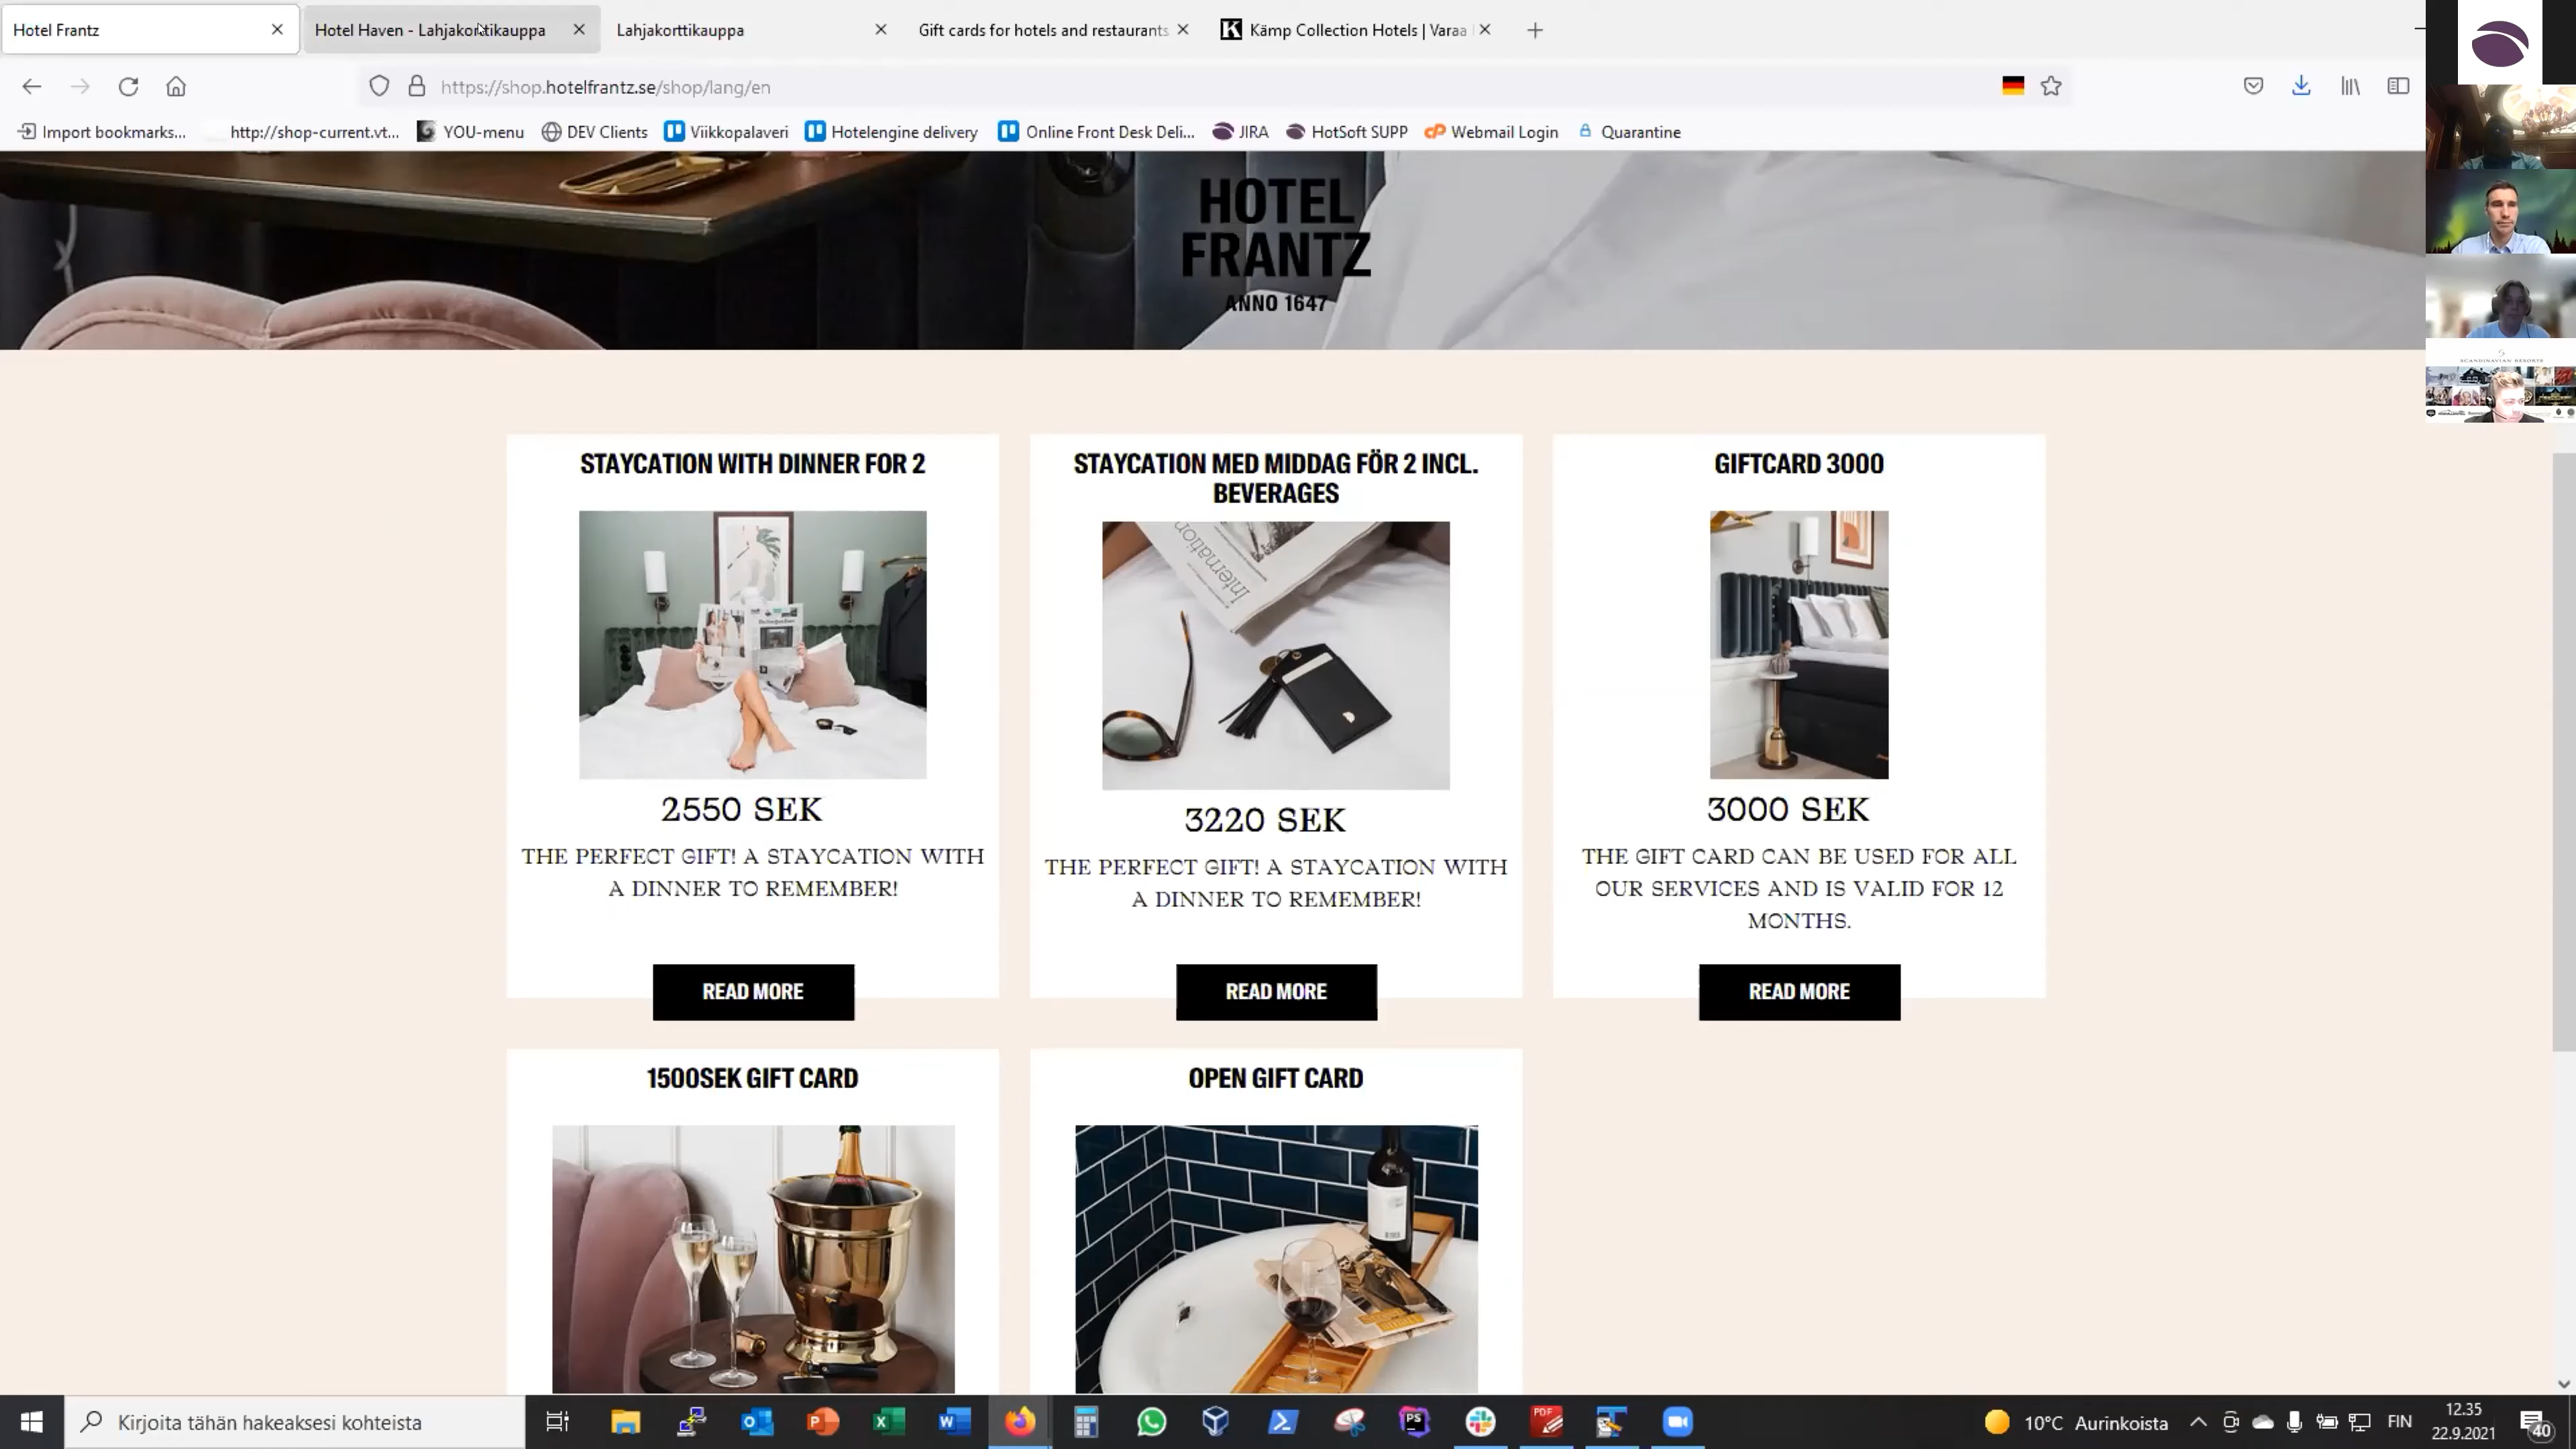 Hotel Frantz
Hotel Haven - Lahjakorttikauppa
Lahjakorttikauppa
Gift cards for hotels and restaurants
Kämp Collection Hotels | Varaa
https://shop.hotelfrantz.se/shop/lang/en
Import bookmarks...
http://shop-current.vt...
YOU-menu
DEV Clients
Viikkopalaveri
Hotelengine delivery
Online Front Desk Deli...
JIRA
HotSoft SUPP
Webmail Login
Quarantine
HOTEL
FRANTZ
ANNO 1647
SCANDINAVIAN RESORTS
STAYCATION WITH DINNER FOR 2
2550 SEK
THE PERFECT GIFT! A STAYCATION WITH
A DINNER TO REMEMBER!
READ MORE
STAYCATION MED MIDDAG FÖR 2 INCL.
BEVERAGES
Internation
3220 SEK
THE PERFECT GIFT! A STAYCATION WITH
A DINNER TO REMEMBER!
READ MORE
GIFTCARD 3000
3000 SEK
THE GIFT CARD CAN BE USED FOR ALL
OUR SERVICES AND IS VALID FOR 12
MONTHS.
READ MORE
1500SEK GIFT CARD
OPEN GIFT CARD
Kirjoita tähän hakeaksesi kohteista
10°C Aurinkoista
FIN
12.35
22.9.2021
40